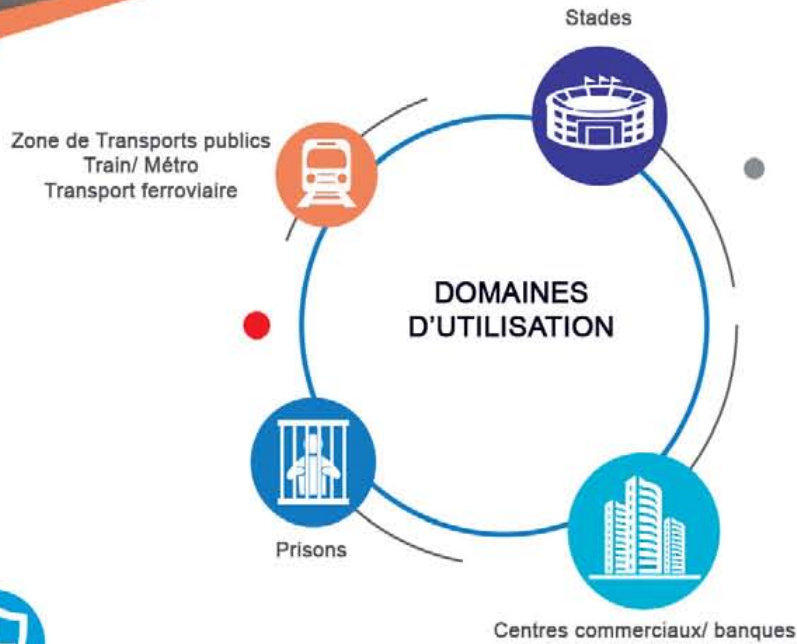 Stades
Zone de Transports publics
Train/ Métro
Transport ferroviaire
DOMAINES
D'UTILISATION
Prisons
Centres commerciaux/ banques